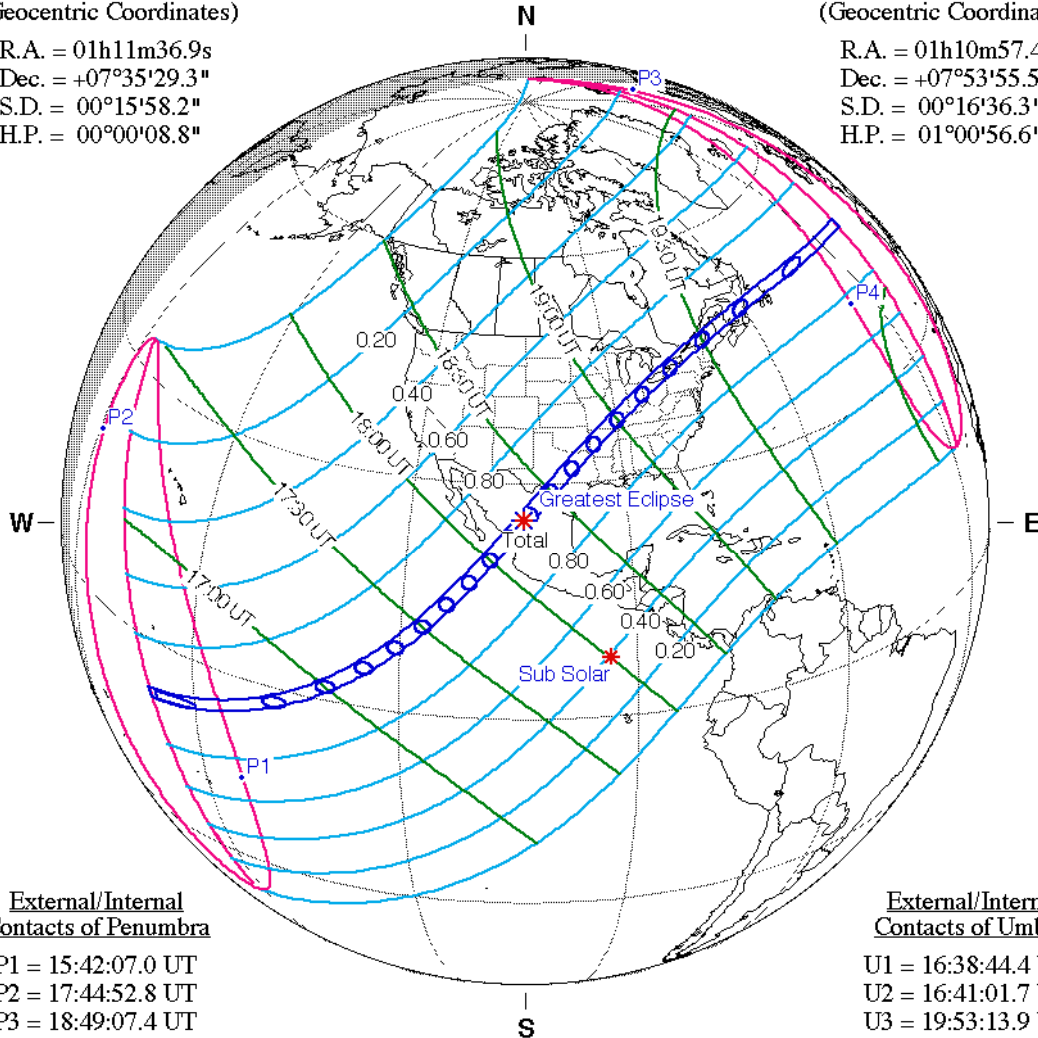 Geocentric Coordinates)
R.A. = 01h11m36.9s
Dec. = +07°35'29.3"
S.D. = 00°15'58.2"
H.P. = 00°00'08.8"
N
(Geocentric Coordina
R.A. = 01h10m57.4
Dec. = +07°53'55.5
S.D. = 00°16'36.3'
H.P. = 01°00'56.6'
P3
P4
P2
0.20
0.40
0.60
0.80
19:00 UT
18:30 UT
18:00 UT
17:30 UT
17:00 UT
Greatest Eclipse
Total
W
E
0.80
0.60
0.40
0.20
Sub Solar
P1
External/Internal
Contacts of Penumbra
P1 = 15:42:07.0 UT
P2 = 17:44:52.8 UT
P3 = 18:49:07.4 UT
S
External/Intern
Contacts of Umb
U1 = 16:38:44.4
U2 = 16:41:01.7
U3 = 19:53:13.9